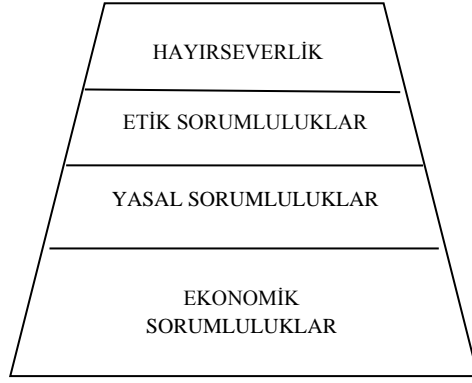 HAYIRSEVERLİK
ETİK SORUMLULUKLAR
YASAL SORUMLULUKLAR
EKONOMİK
SORUMLULUKLAR